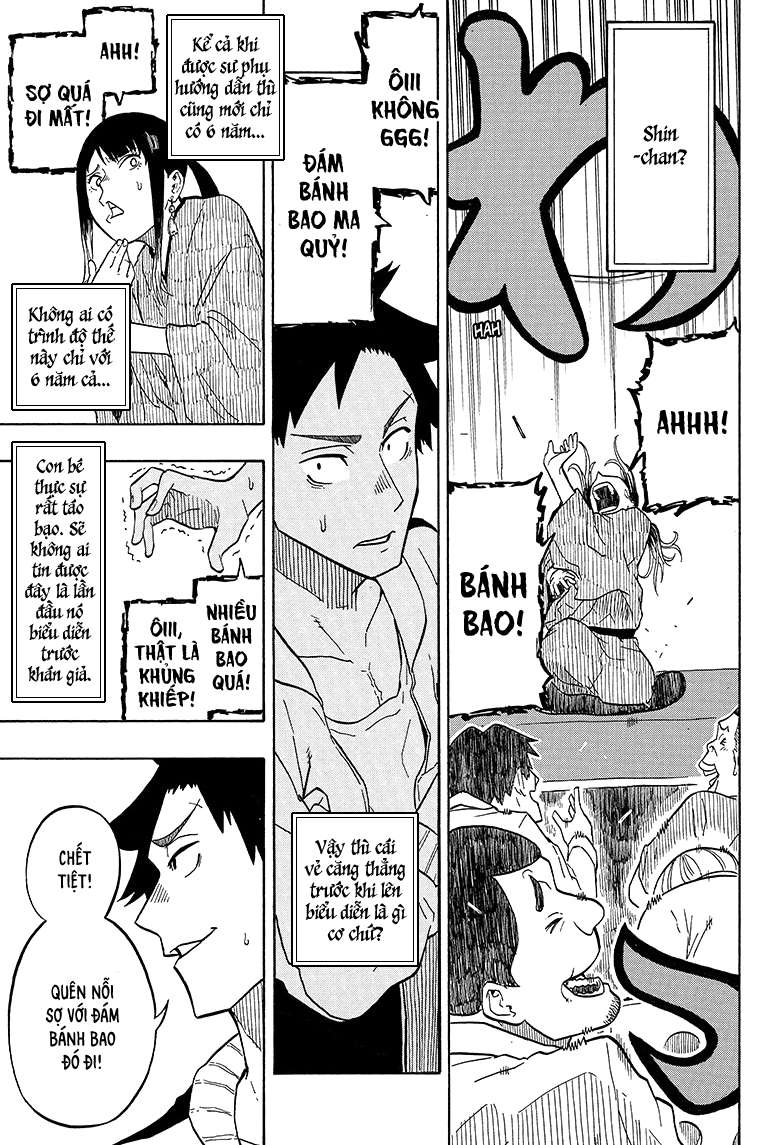 Shin
-chan?
HAH
AHHH!
BÁNH
BAO!
ÔIII
KHÔNG
GGG!
ĐÁM
BÁNH
BAO MA
QUỶ!
Vậy thì cái
vẻ căng thẳng
trước khi lên
biểu diễn là gì
cơ chứ?
Kể cả khi
được sư phụ
hướng dẫn thì
cũng mới chỉ
có 6 năm...
AHH!
SỢ QUÁ
ĐI MẤT!
Không ai có
trình độ thế
này chỉ với
6 năm cả...
Con bé
thực sự
rất táo
bạo. Sẽ
không ai
tin được
đây là lần
đầu nó
biểu diễn
trước
khán giả.
NHIỀU
BÁNH
BAO
QUÁ!
ÔIII,
THẬT LÀ
KHỦNG
KHIẾP!
CHẾT
TIỆT!
QUÊN NỖI
SỢ VỚI ĐÁM
BÁNH BAO
ĐÓ ĐI!